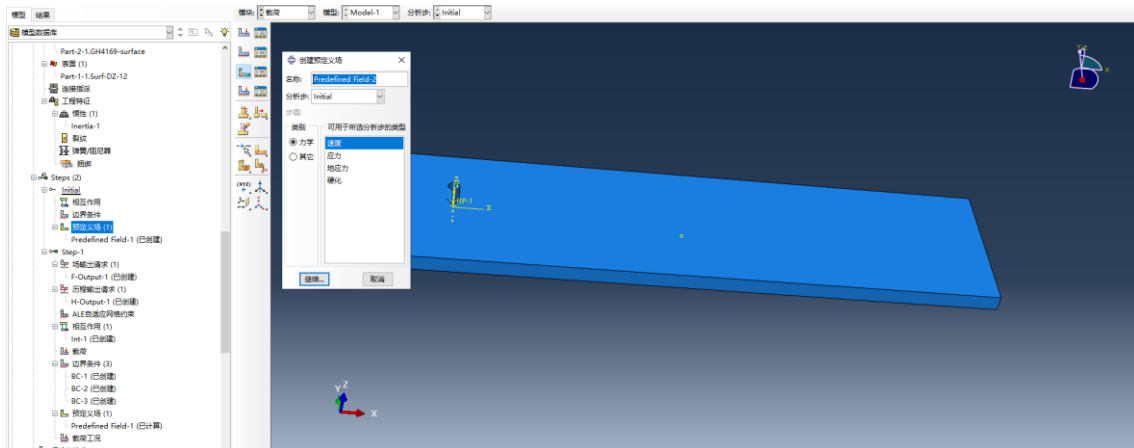 模型 结果
模块: 载荷 模型: Model-1 分析步: Initial
模型数据库
Part-2-1.GH4169-surface
表面 (1)
Part-1-1.Surf-DZ-12
连接指派
工程特征
惯性 (1)
Inertia-1
裂纹
弹簧/阻尼器
捆绑
Steps (2)
Initial
相互作用
边界条件
预定义场 (1)
Predefined Field-1 (已创建)
Step-1
场输出请求 (1)
F-Output-1 (已创建)
历程输出请求 (1)
H-Output-1 (已创建)
ALE自适应网格约束
相互作用 (1)
Int-1 (已创建)
载荷
边界条件 (3)
BC-1 (已创建)
BC-2 (已创建)
BC-3 (已创建)
预定义场 (1)
Predefined Field-1 (已计算)
载荷工况
(XYZ)
创建预定义场
名称: Predefined Field-2
分析步: Initial
步骤:
类别 可用于所选分析步的类型
力学
其它
速度
应力
地应力
硬化
继续... 取消
RP-1
X
Y
Z
X